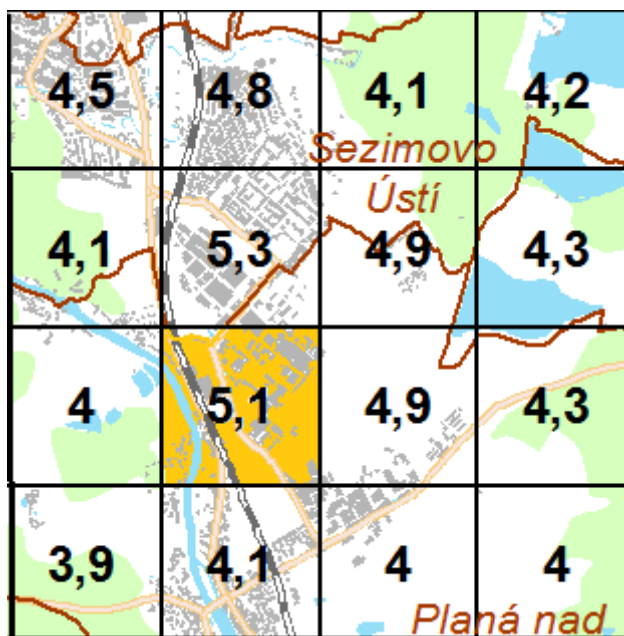 4,5 4,8 4,1 4,2
Sezimovo
Ústí
4,1 5,3 4,9 4,3
4 5,1 4,9 4,3
3,9 4,1 4 4
Planá nad